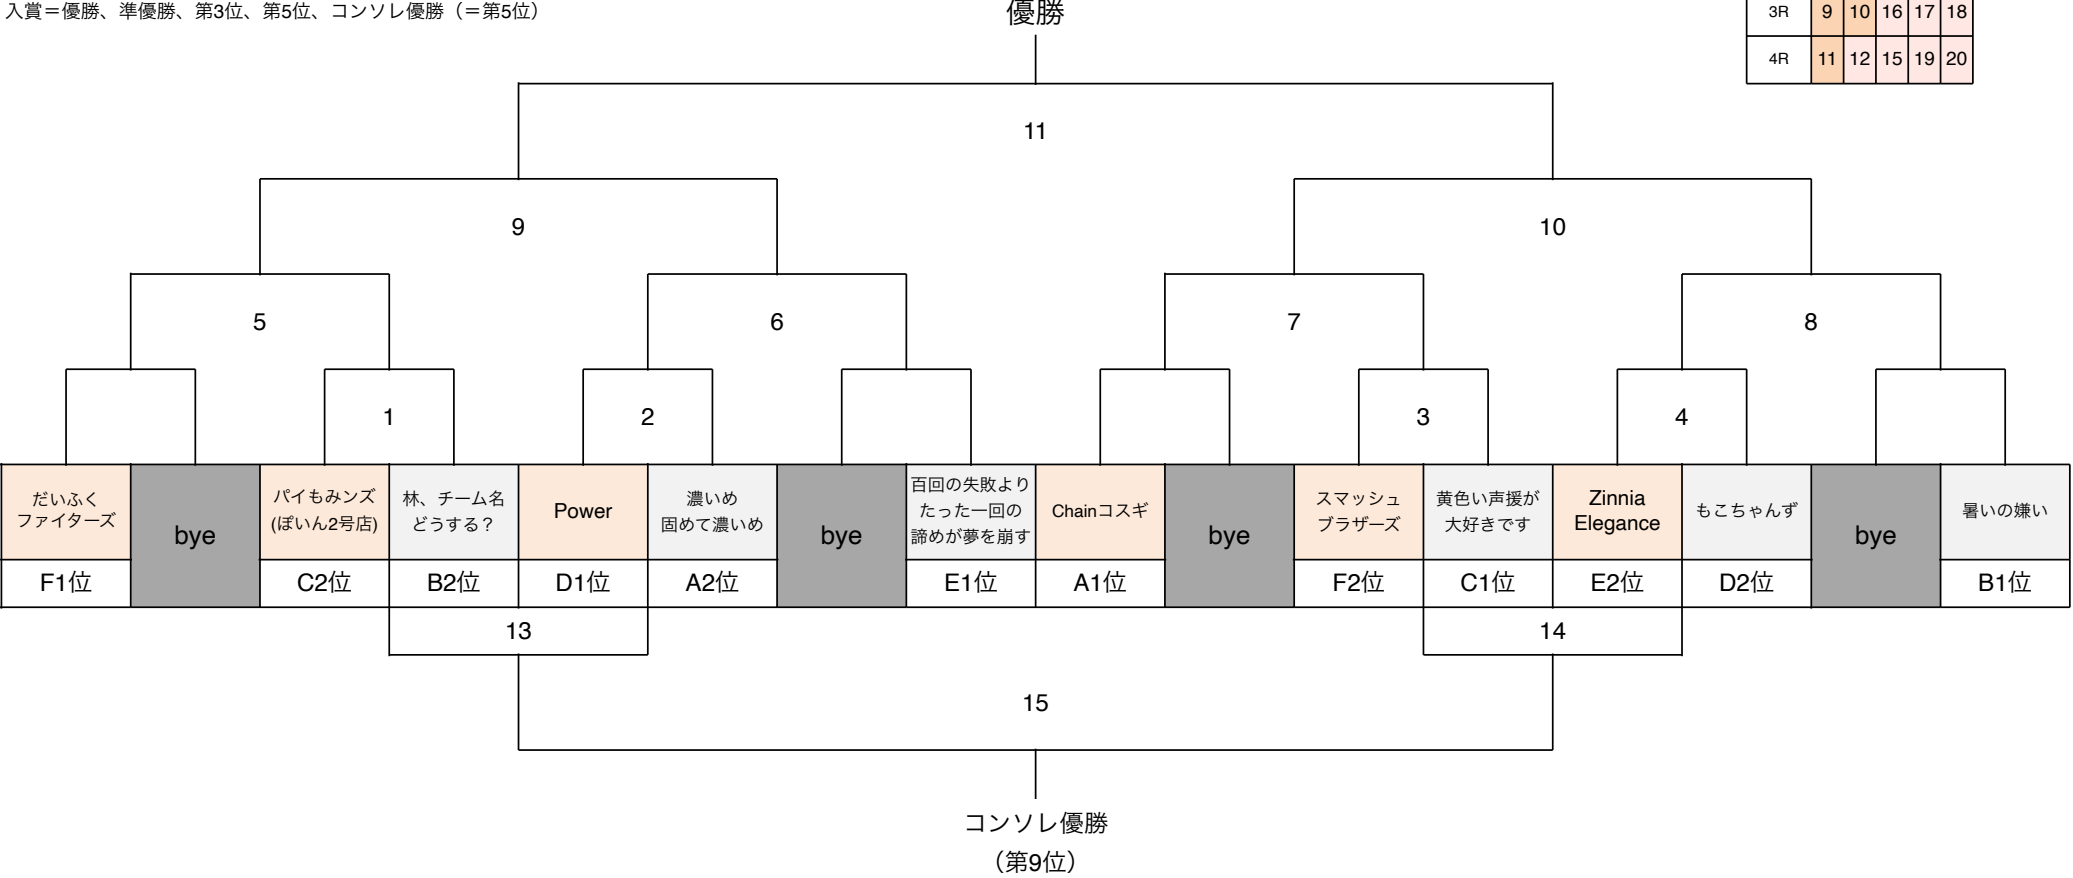 入賞＝優勝、準優勝、第3位、第5位、コンソレ優勝（＝第5位）
優勝
3R 9 10 16 17 18
4R 11 12 15 19 20
11
9 10
5 6 7 8
1 2 3 4
だいふく
ファイターズ
bye
パイもみンズ
(ぽいん2号店)
林、チーム名
どうする？
Power
濃いめ
固めて濃いめ
bye
百回の失敗より
たった一回の
諦めが夢を崩す
Chainコスギ
bye
スマッシュ
ブラザーズ
黄色い声援が
大好きです
Zinnia
Elegance
もこちゃんず
bye
暑いの嫌い
F1位 C2位 B2位 D1位 A2位 E1位 A1位 F2位 C1位 E2位 D2位 B1位
13 14
15
コンソレ優勝
（第9位）